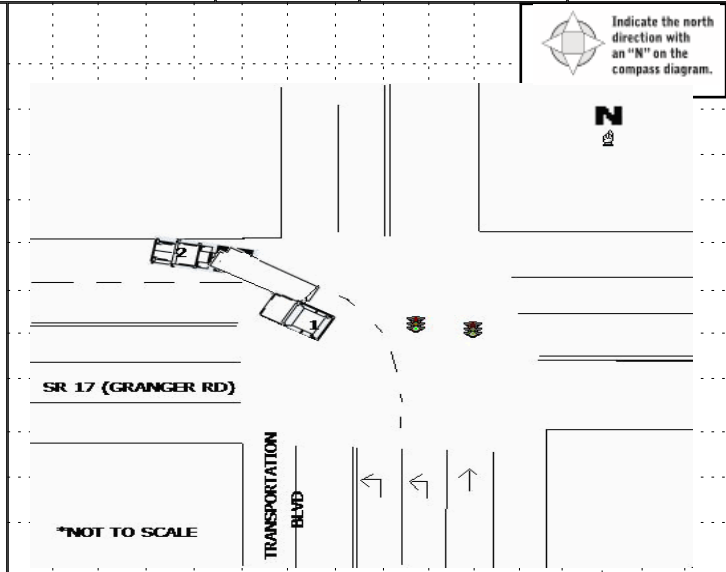 Indicate the north
direction with
an “N” on the
compass diagram.
N
2
1
SR 17 (GRANGER RD)
TRANSPORTATION
BLVD
*NOT TO SCALE